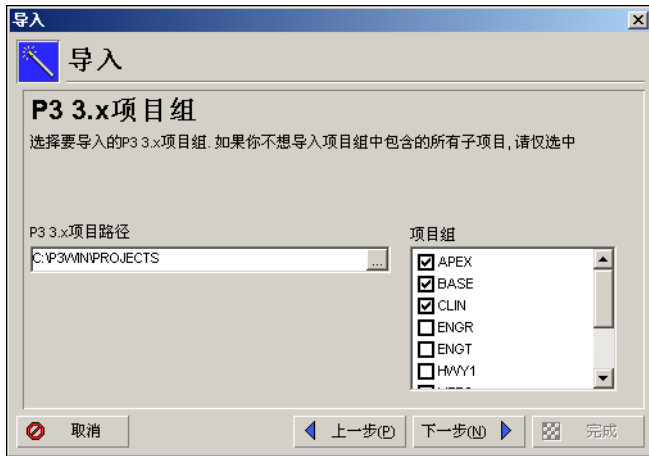 导入
导入
P3 3.x项目组
选择要导入的P3 3.x项目组. 如果你不想导入项目组中包含的所有子项目, 请仅选中
P3 3.x项目路径
C:\P3WIN\PROJECTS
...
项目组
APEX
BASE
CLIN
ENGR
ENGT
HWY1
取消
上一步(P)
下一步(N)
完成